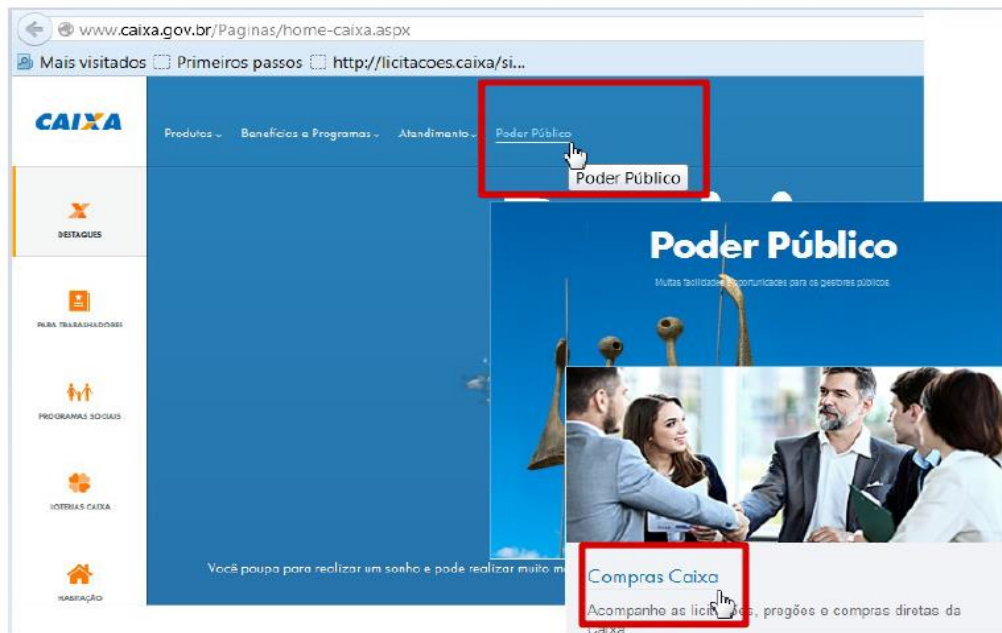 www.caixa.gov.br/Paginas/home-caixa.aspx
Mais visitados Primeiros passos http://licitacoes.caixa/si...
CAIXA
Produtos Benefícios e Programas Atendimento Poder Público
Poder Público
DESTAQUES
PARA TRABALHADORES
PROGRAMAS SOCIAIS
LOTERIAS CAIXA
HABITAÇÃO
Poder Público
Muitas facilidades e oportunidades para os gestores públicos.
Você poupa para realizar um sonho e pode realizar muito m
Compras Caixa
Acompanhe as licitações, pregões e compras diretas da
Caixa